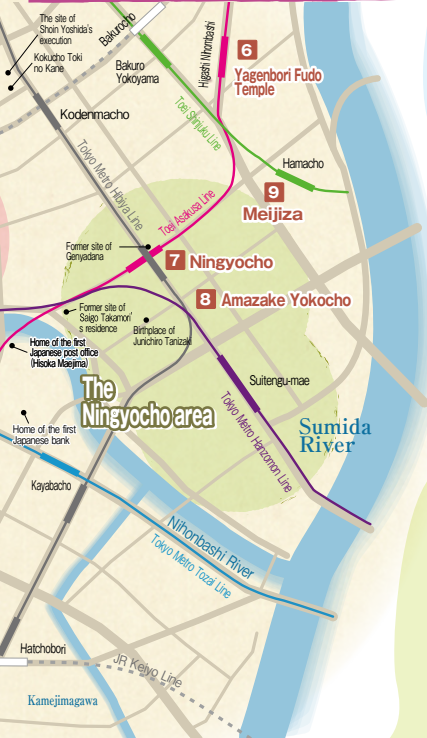 The site of
Shoin Yoshida's
execution
Bakurocho
Kokucho Toki
no Kane
Bakuro
Yokoyama
Higashi Nihombashi
6
Yagenbori Fudo
Temple
Kodenmacho
Toei Shinjuku Line
Hamacho
Tokyo Metro Hibiya Line
9
Meijiza
Toei Asakusa Line
Former site of
Genyadana
7 Ningyocho
8 Amazake Yokocho
Former site of
Saigo Takamori'
s residence
Birthplace of
Junichiro Tanizaki
Home of the first
Japanese post office
(Hisoka Maejima)
The
Ningyocho area
Suitengu-mae
Tokyo Metro Hanzomon Line
Sumida
River
Home of the first
Japanese bank
Kayabacho
Nihonbashi River
Tokyo Metro Tozai Line
Hatchobori
JR Keiyo Line
Kamejimagawa